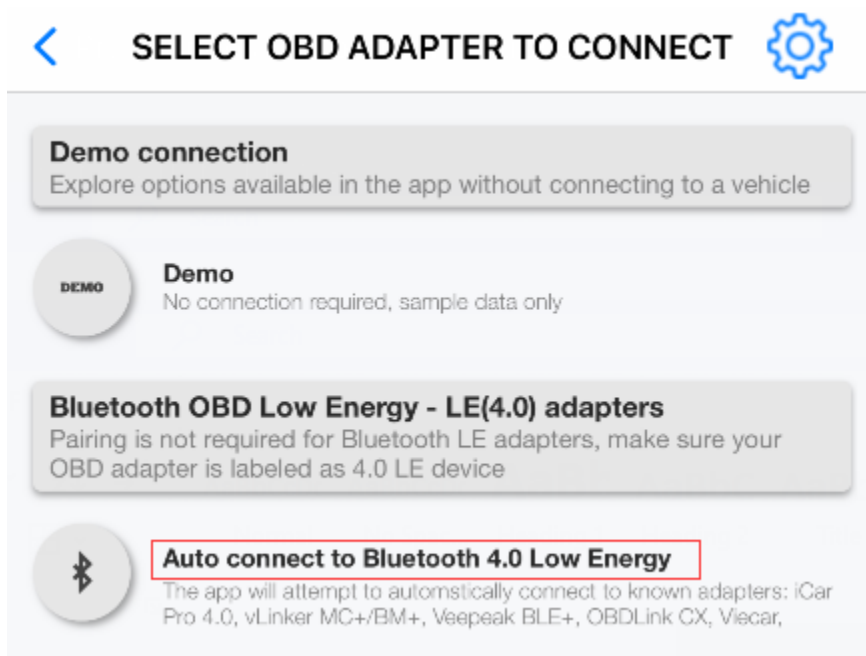 SELECT OBD ADAPTER TO CONNECT
Demo connection
Explore options available in the app without connecting to a vehicle
DEMO
Demo
No connection required, sample data only
Bluetooth OBD Low Energy - LE(4.0) adapters
Pairing is not required for Bluetooth LE adapters, make sure your
OBD adapter is labeled as 4.0 LE device
Auto connect to Bluetooth 4.0 Low Energy
The app will attempt to automstically connect to known adapters: iCar
Pro 4.0, vLinker MC+/BM+, Veepeak BLE+, OBDLink CX, Viecar,